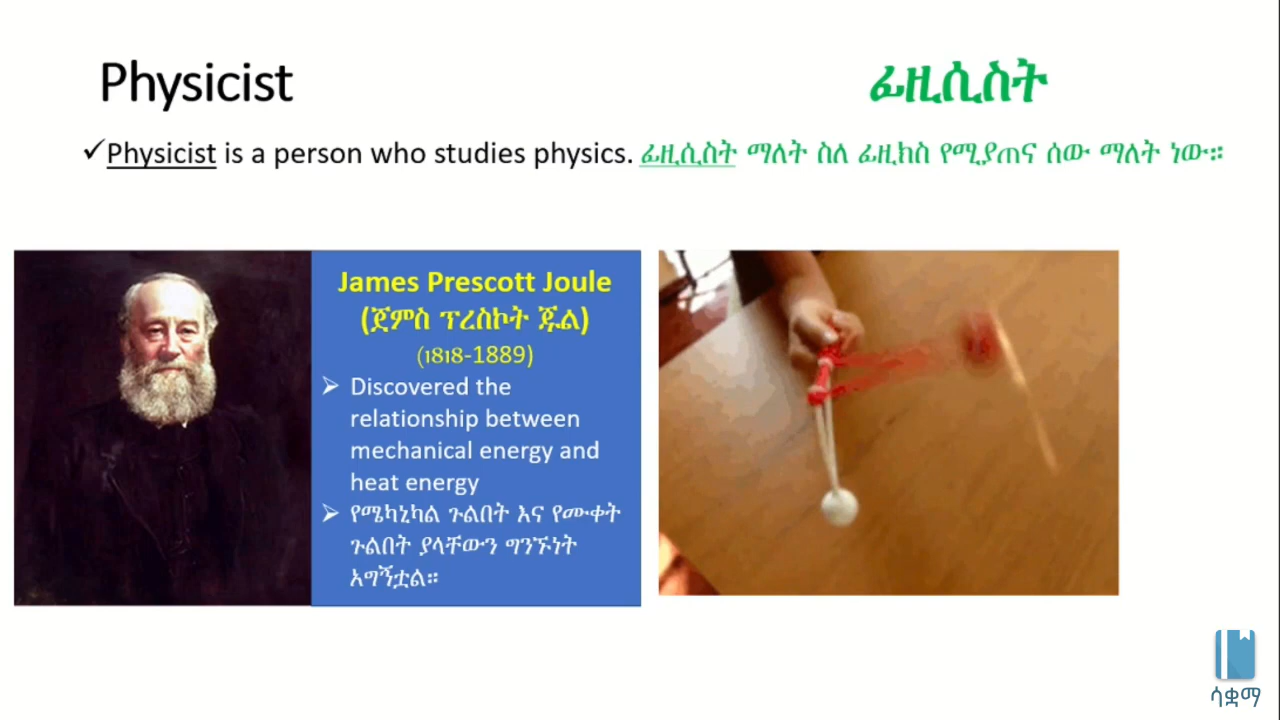 Physicist
ፊዚሲስት
Physicist is a person who studies physics. ፊዚሲስት ማለት ስለ ፊዚክስ የሚያጠና ሰው ማለት ነው።
James Prescott Joule
(ጀምስ ፕረስኮት ጁል)
(1818-1889)
Discovered the
relationship between
mechanical energy and
heat energy
የሜካኒካል ጉልበት እና የሙቀት
ጉልበት ያላቸውን ግንኙነት
አግኝቷል።
ሳቋማ